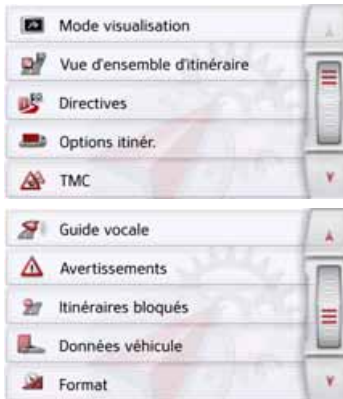 Mode visualisation
Vue d'ensemble d'itinéraire
Directives
Options itinér.
TMC
Guide vocale
Avertissements
Itinéraires bloqués
Données véhicule
Format